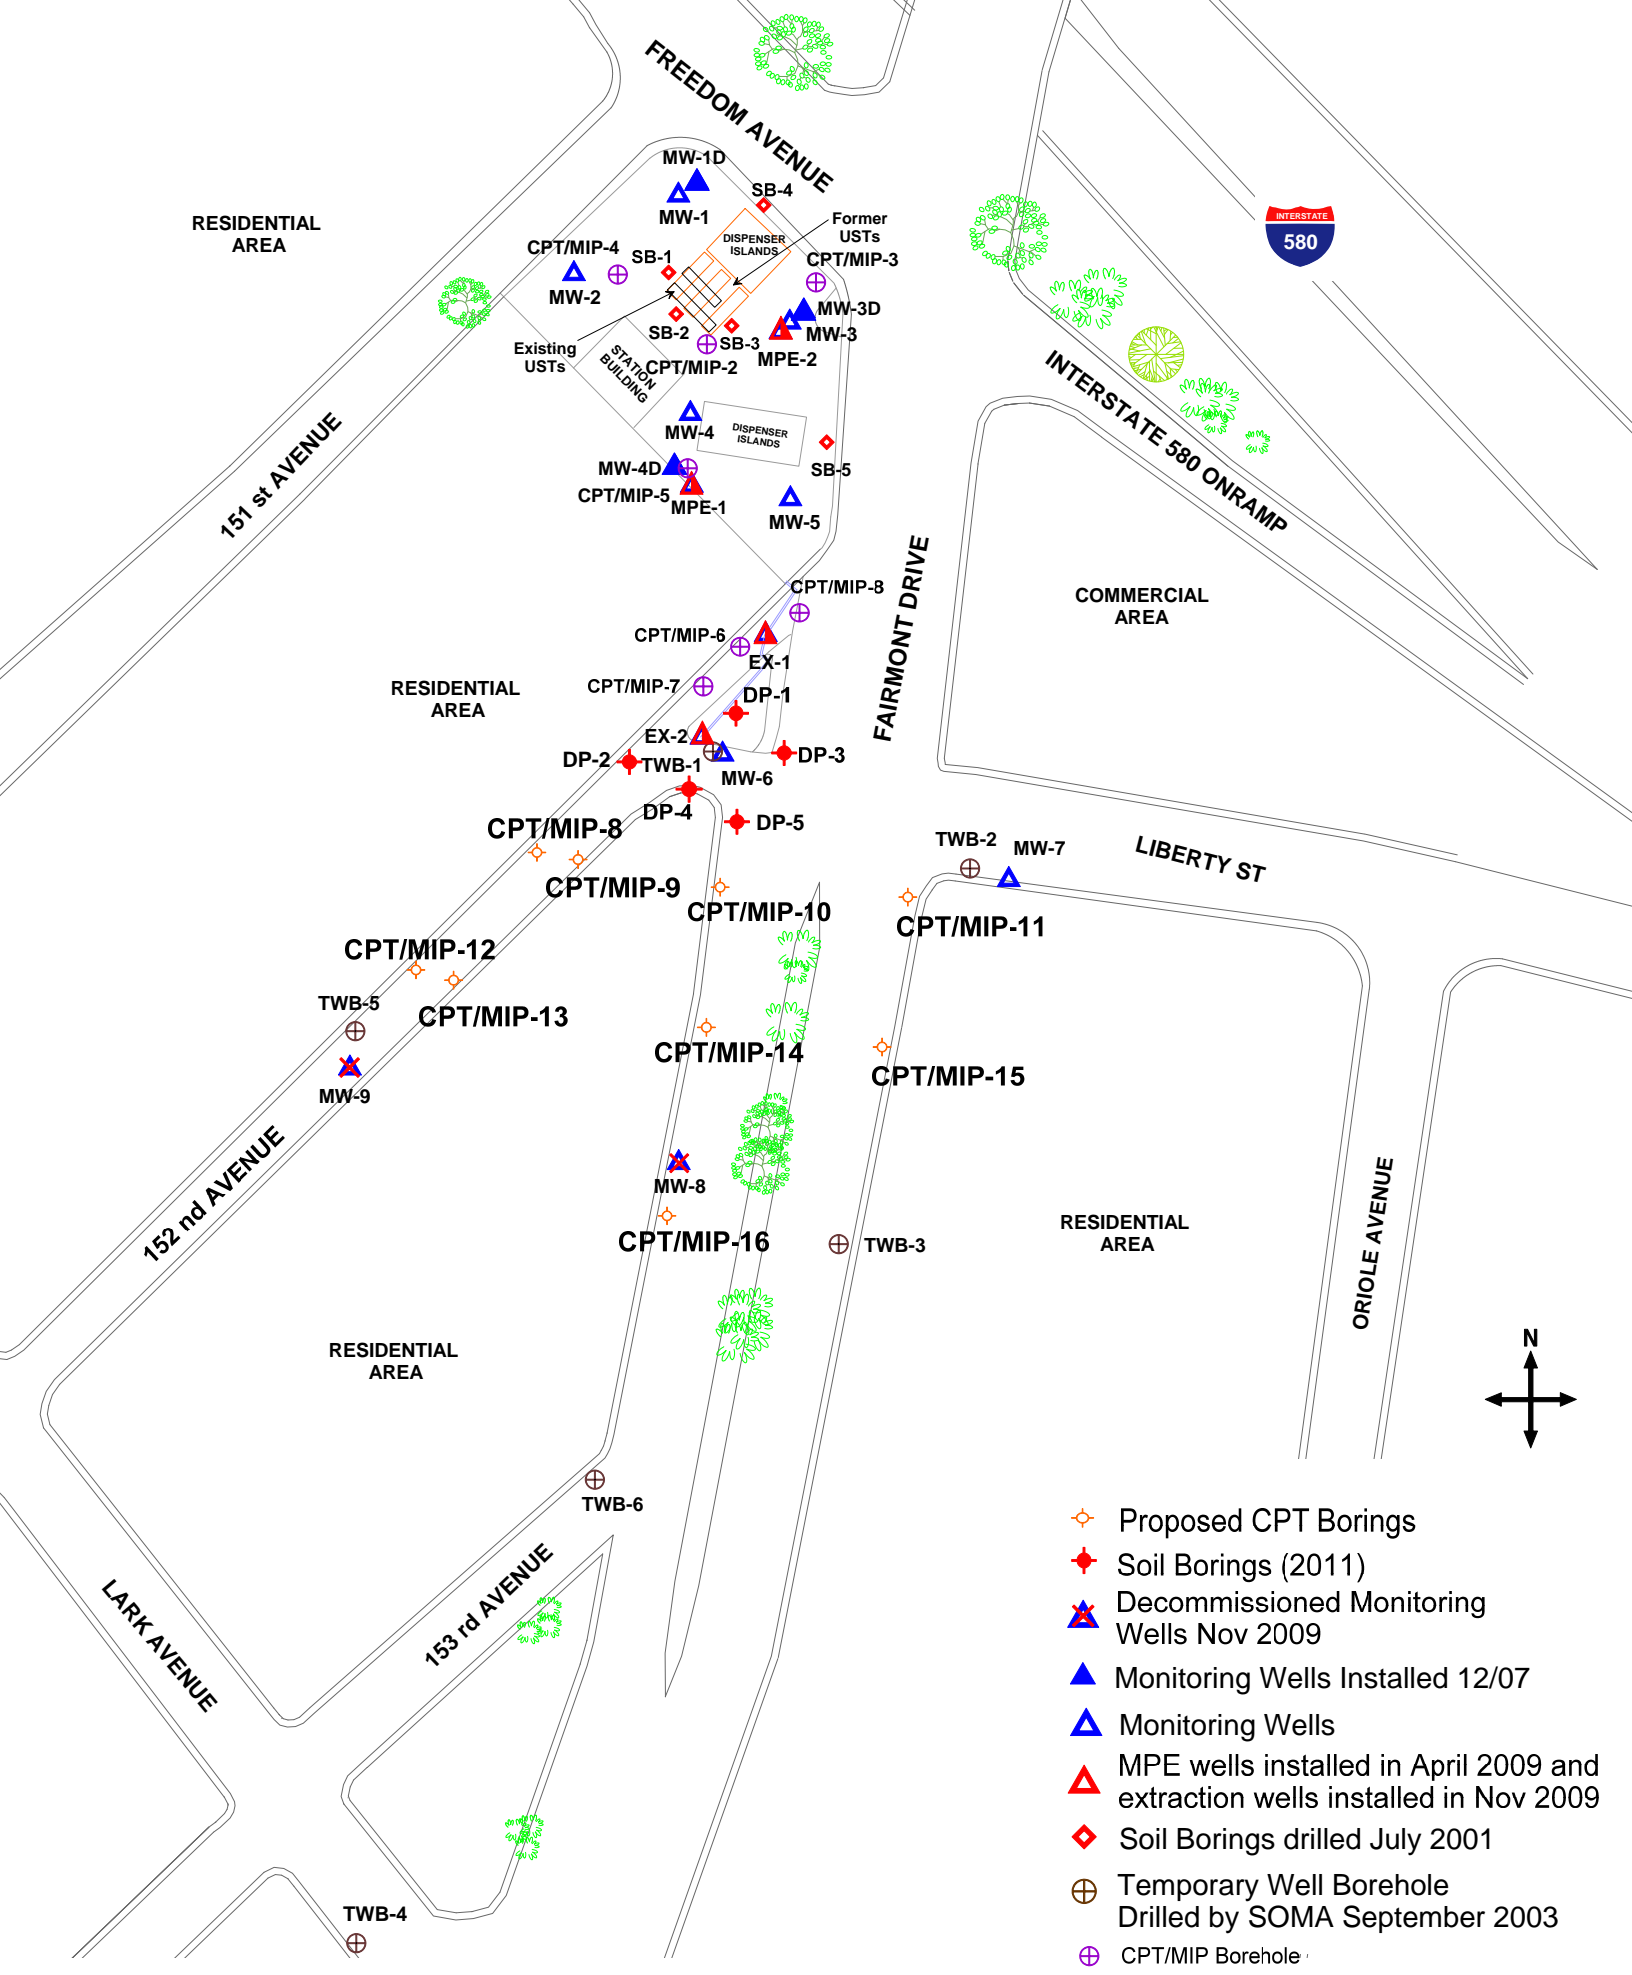 FREEDOM AVENUE
MW-1D
SB-4
MW-1
Former
USTs
RESIDENTIAL
AREA
DISPENSER
ISLANDS
INTERSTATE
580
CPT/MIP-4
SB-1
CPT/MIP-3
MW-2
MW-3D
SB-2
SB-3
MW-3
Existing
USTs
STATION
BUILDING
CPT/MIP-2
MPE-2
INTERSTATE 580 ONRAMP
MW-4
DISPENSER
ISLANDS
151 st AVENUE
MW-4D
SB-5
CPT/MIP-5
MPE-1
MW-5
FAIRMONT DRIVE
CPT/MIP-8
COMMERCIAL
AREA
CPT/MIP-6
EX-1
RESIDENTIAL
AREA
CPT/MIP-7
DP-1
EX-2
DP-2
TWB-1
DP-3
MW-6
DP-4
DP-5
CPT/MIP-8
TWB-2
MW-7
LIBERTY ST
CPT/MIP-9
CPT/MIP-10
CPT/MIP-11
CPT/MIP-12
TWB-5
CPT/MIP-13
CPT/MIP-14
CPT/MIP-15
MW-9
152 nd AVENUE
MW-8
CPT/MIP-16
TWB-3
RESIDENTIAL
AREA
ORIOLE AVENUE
RESIDENTIAL
AREA
N
TWB-6
153 rd AVENUE
LARK AVENUE
TWB-4
Proposed CPT Borings
Soil Borings (2011)
Decommissioned Monitoring
Wells Nov 2009
Monitoring Wells Installed 12/07
Monitoring Wells
MPE wells installed in April 2009 and
extraction wells installed in Nov 2009
Soil Borings drilled July 2001
Temporary Well Borehole
Drilled by SOMA September 2003
CPT/MIP Borehole